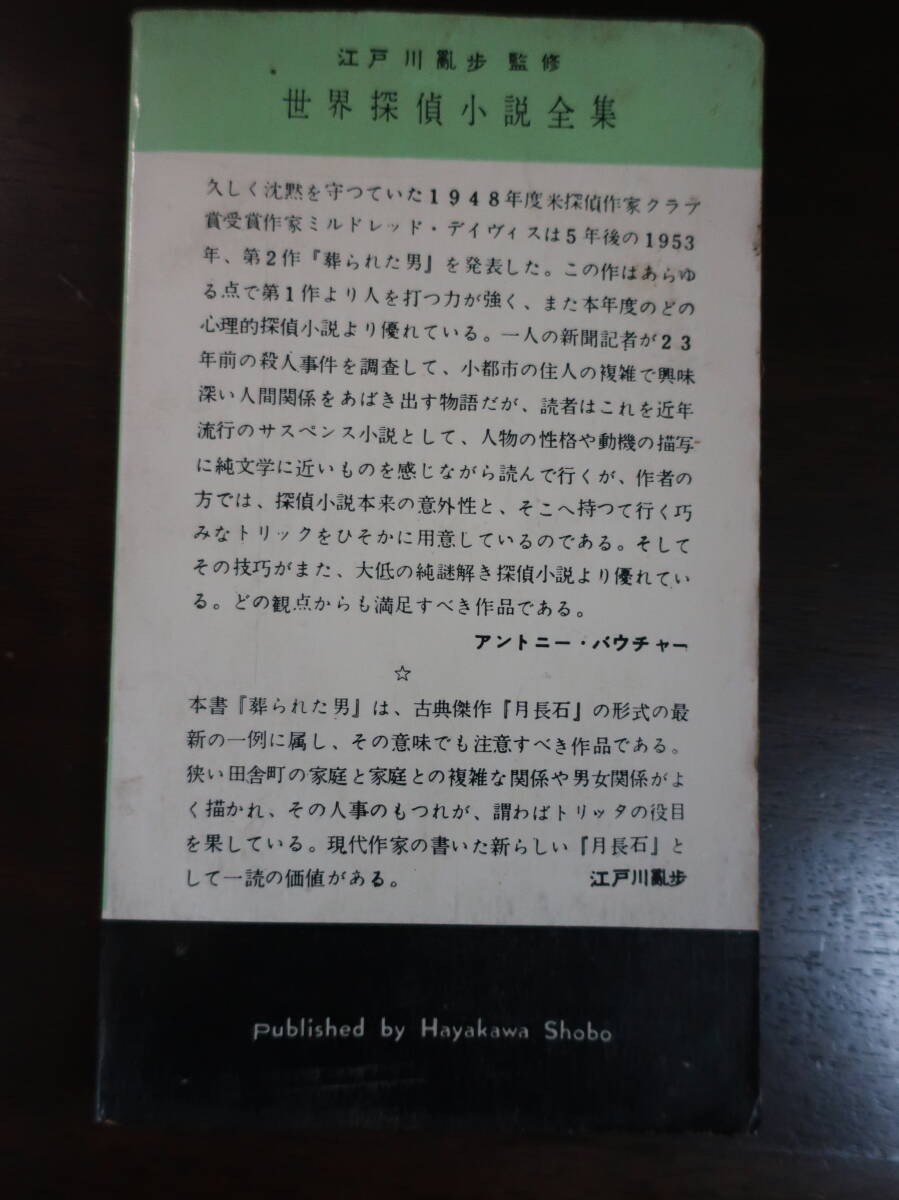 江戸川亂歩 監修
世界探偵小説全集
久しく沈黙を守つていた1948年度米探偵作家クラブ
賞受賞作家ミルドレッド・デイヴィスは5年後の1953
年、第2作『葬られた男』を発表した。この作はあらゆ
る点で第1作より人を打つ力が強く、また本年度のどの
心理的探偵小説より優れている。一人の新聞記者が23
年前の殺人事件を調査して、小都市の住人の複雑で興味
深い人間関係をあばき出す物語だが、読者はこれを近年
流行のサスペンス小説として、人物の性格や動機の描写
に純文学に近いものを感じながら読んで行くが、作者の
方では、探偵小説本来の意外性と、そこへ持つて行く巧
みなトリックをひそかに用意しているのである。そして
その技巧がまた、大低の純謎解き探偵小説より優れてい
る。どの観点からも満足すべき作品である。
アントニー・バウチャー
☆
本書『葬られた男』は、古典傑作『月長石』の形式の最
新の一例に属し、その意味でも注意すべき作品である。
狭い田舎町の家庭と家庭との複雑な関係や男女関係がよ
く描かれ、その人事のもつれが、謂わばトリッタの役目
を果している。現代作家の書いた新らしい『月長石』と
して一読の価値がある。 江戸川亂歩
Published by Hayakawa Shobo